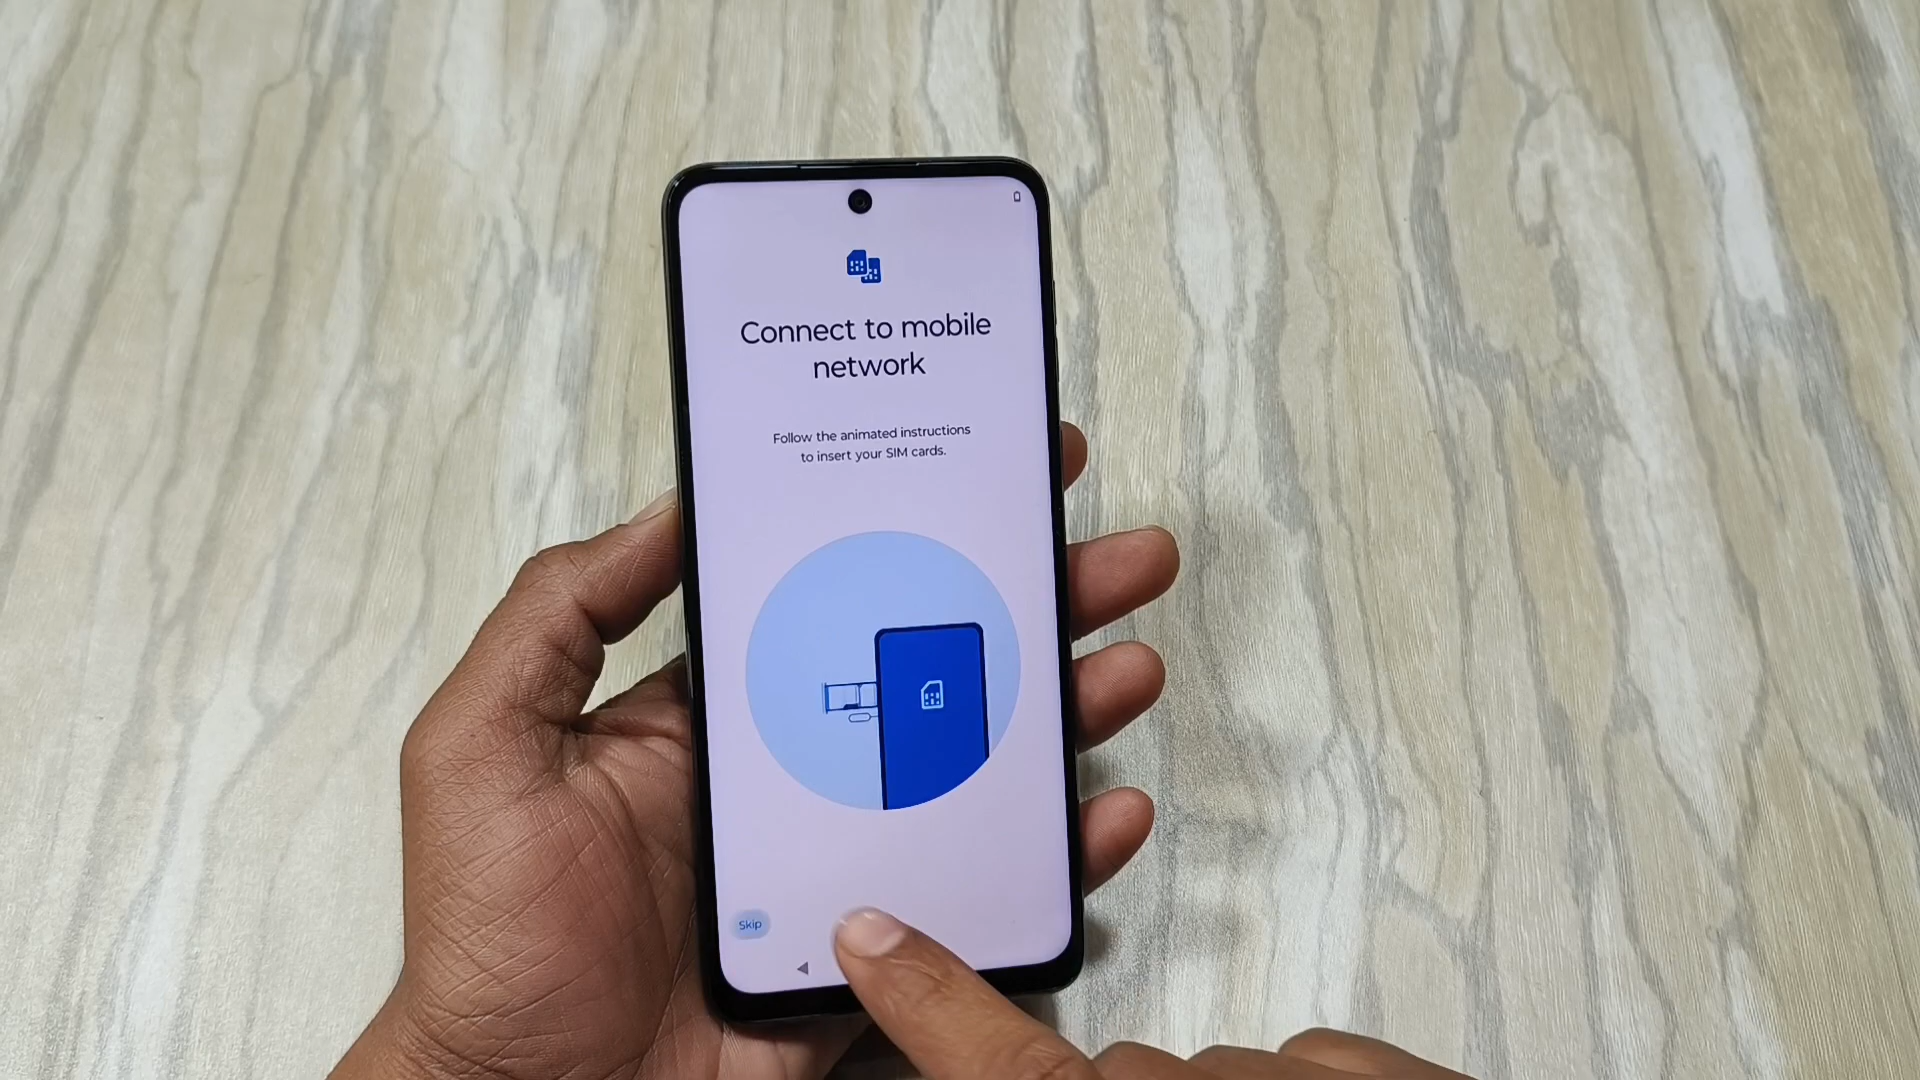 Connect to mobile
network
Follow the animated instructions
to insert your SIM cards.
Skip